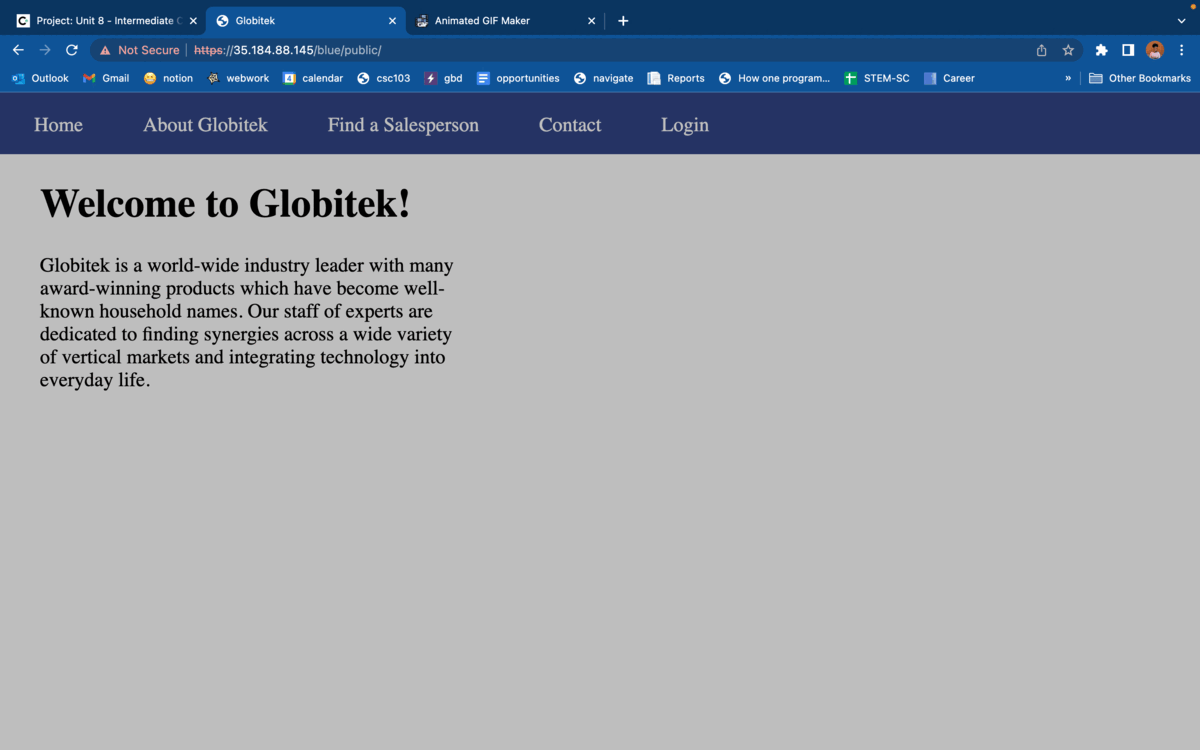 Project: Unit 8 - Intermediate C
Globitek
Animated GIF Maker
Not Secure https://35.184.88.145/blue/public/
Outlook Gmail notion webwork calendar csc103 gbd opportunities navigate Reports How one program... STEM-SC Career » Other Bookmarks
Home About Globitek Find a Salesperson Contact Login
Welcome to Globitek!
Globitek is a world-wide industry leader with many
award-winning products which have become well-
known household names. Our staff of experts are
dedicated to finding synergies across a wide variety
of vertical markets and integrating technology into
everyday life.